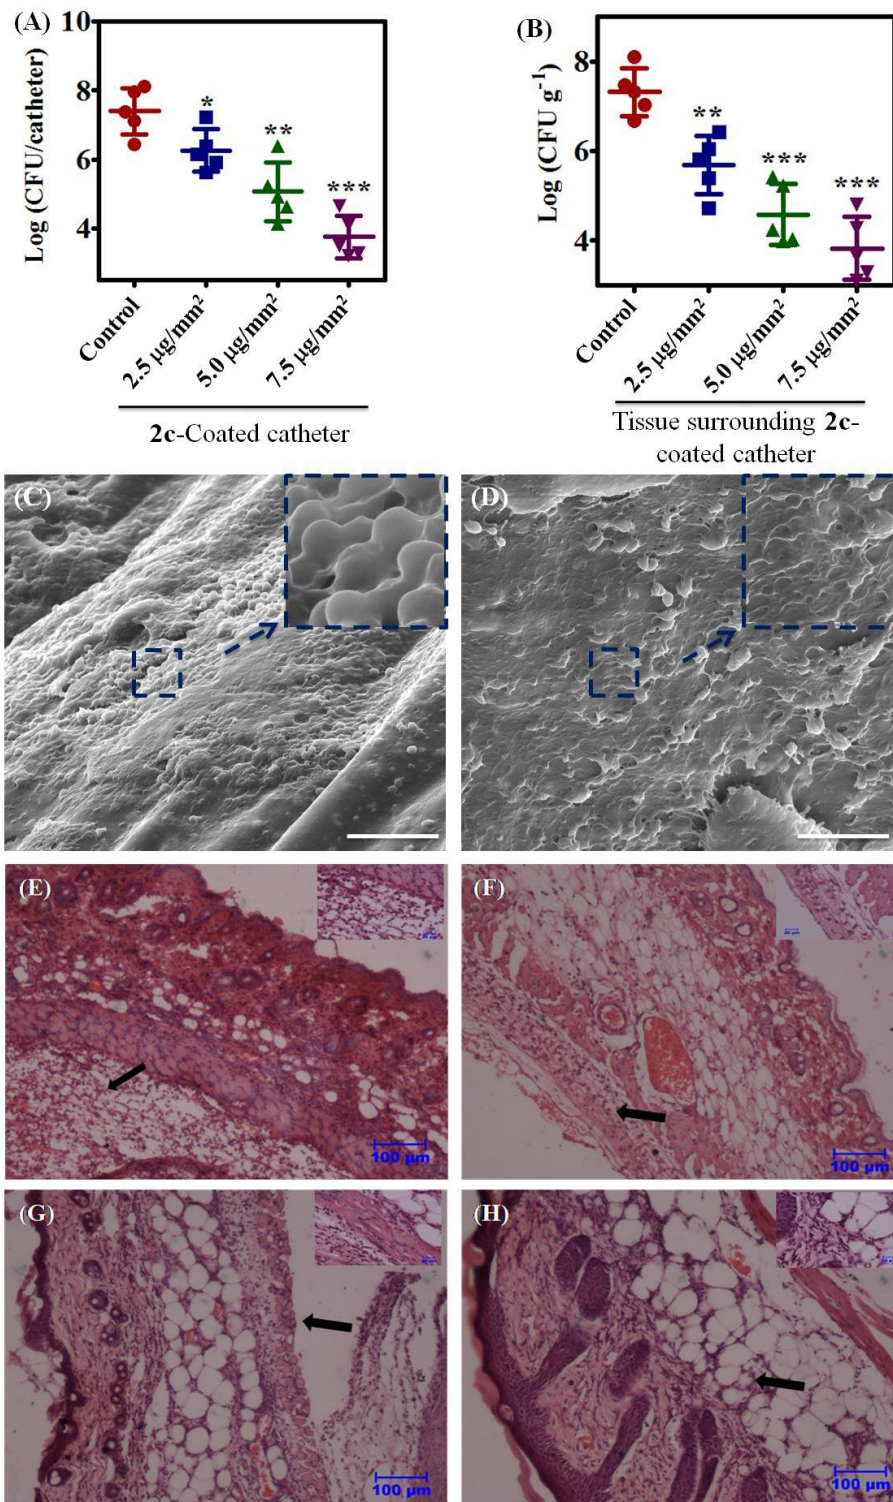 (A)
10
8
6
4
Log (CFU/catheter)
*
**
***
Control
2.5 µg/mm²
5.0 µg/mm²
7.5 µg/mm²
2c-Coated catheter
(B)
8
6
4
Log (CFU g⁻¹)
**
***
***
Control
2.5 µg/mm²
5.0 µg/mm²
7.5 µg/mm²
Tissue surrounding 2c-
coated catheter
(C)
(D)
(E)
100 µm
(F)
100 µm
(G)
100 µm
(H)
100 µm